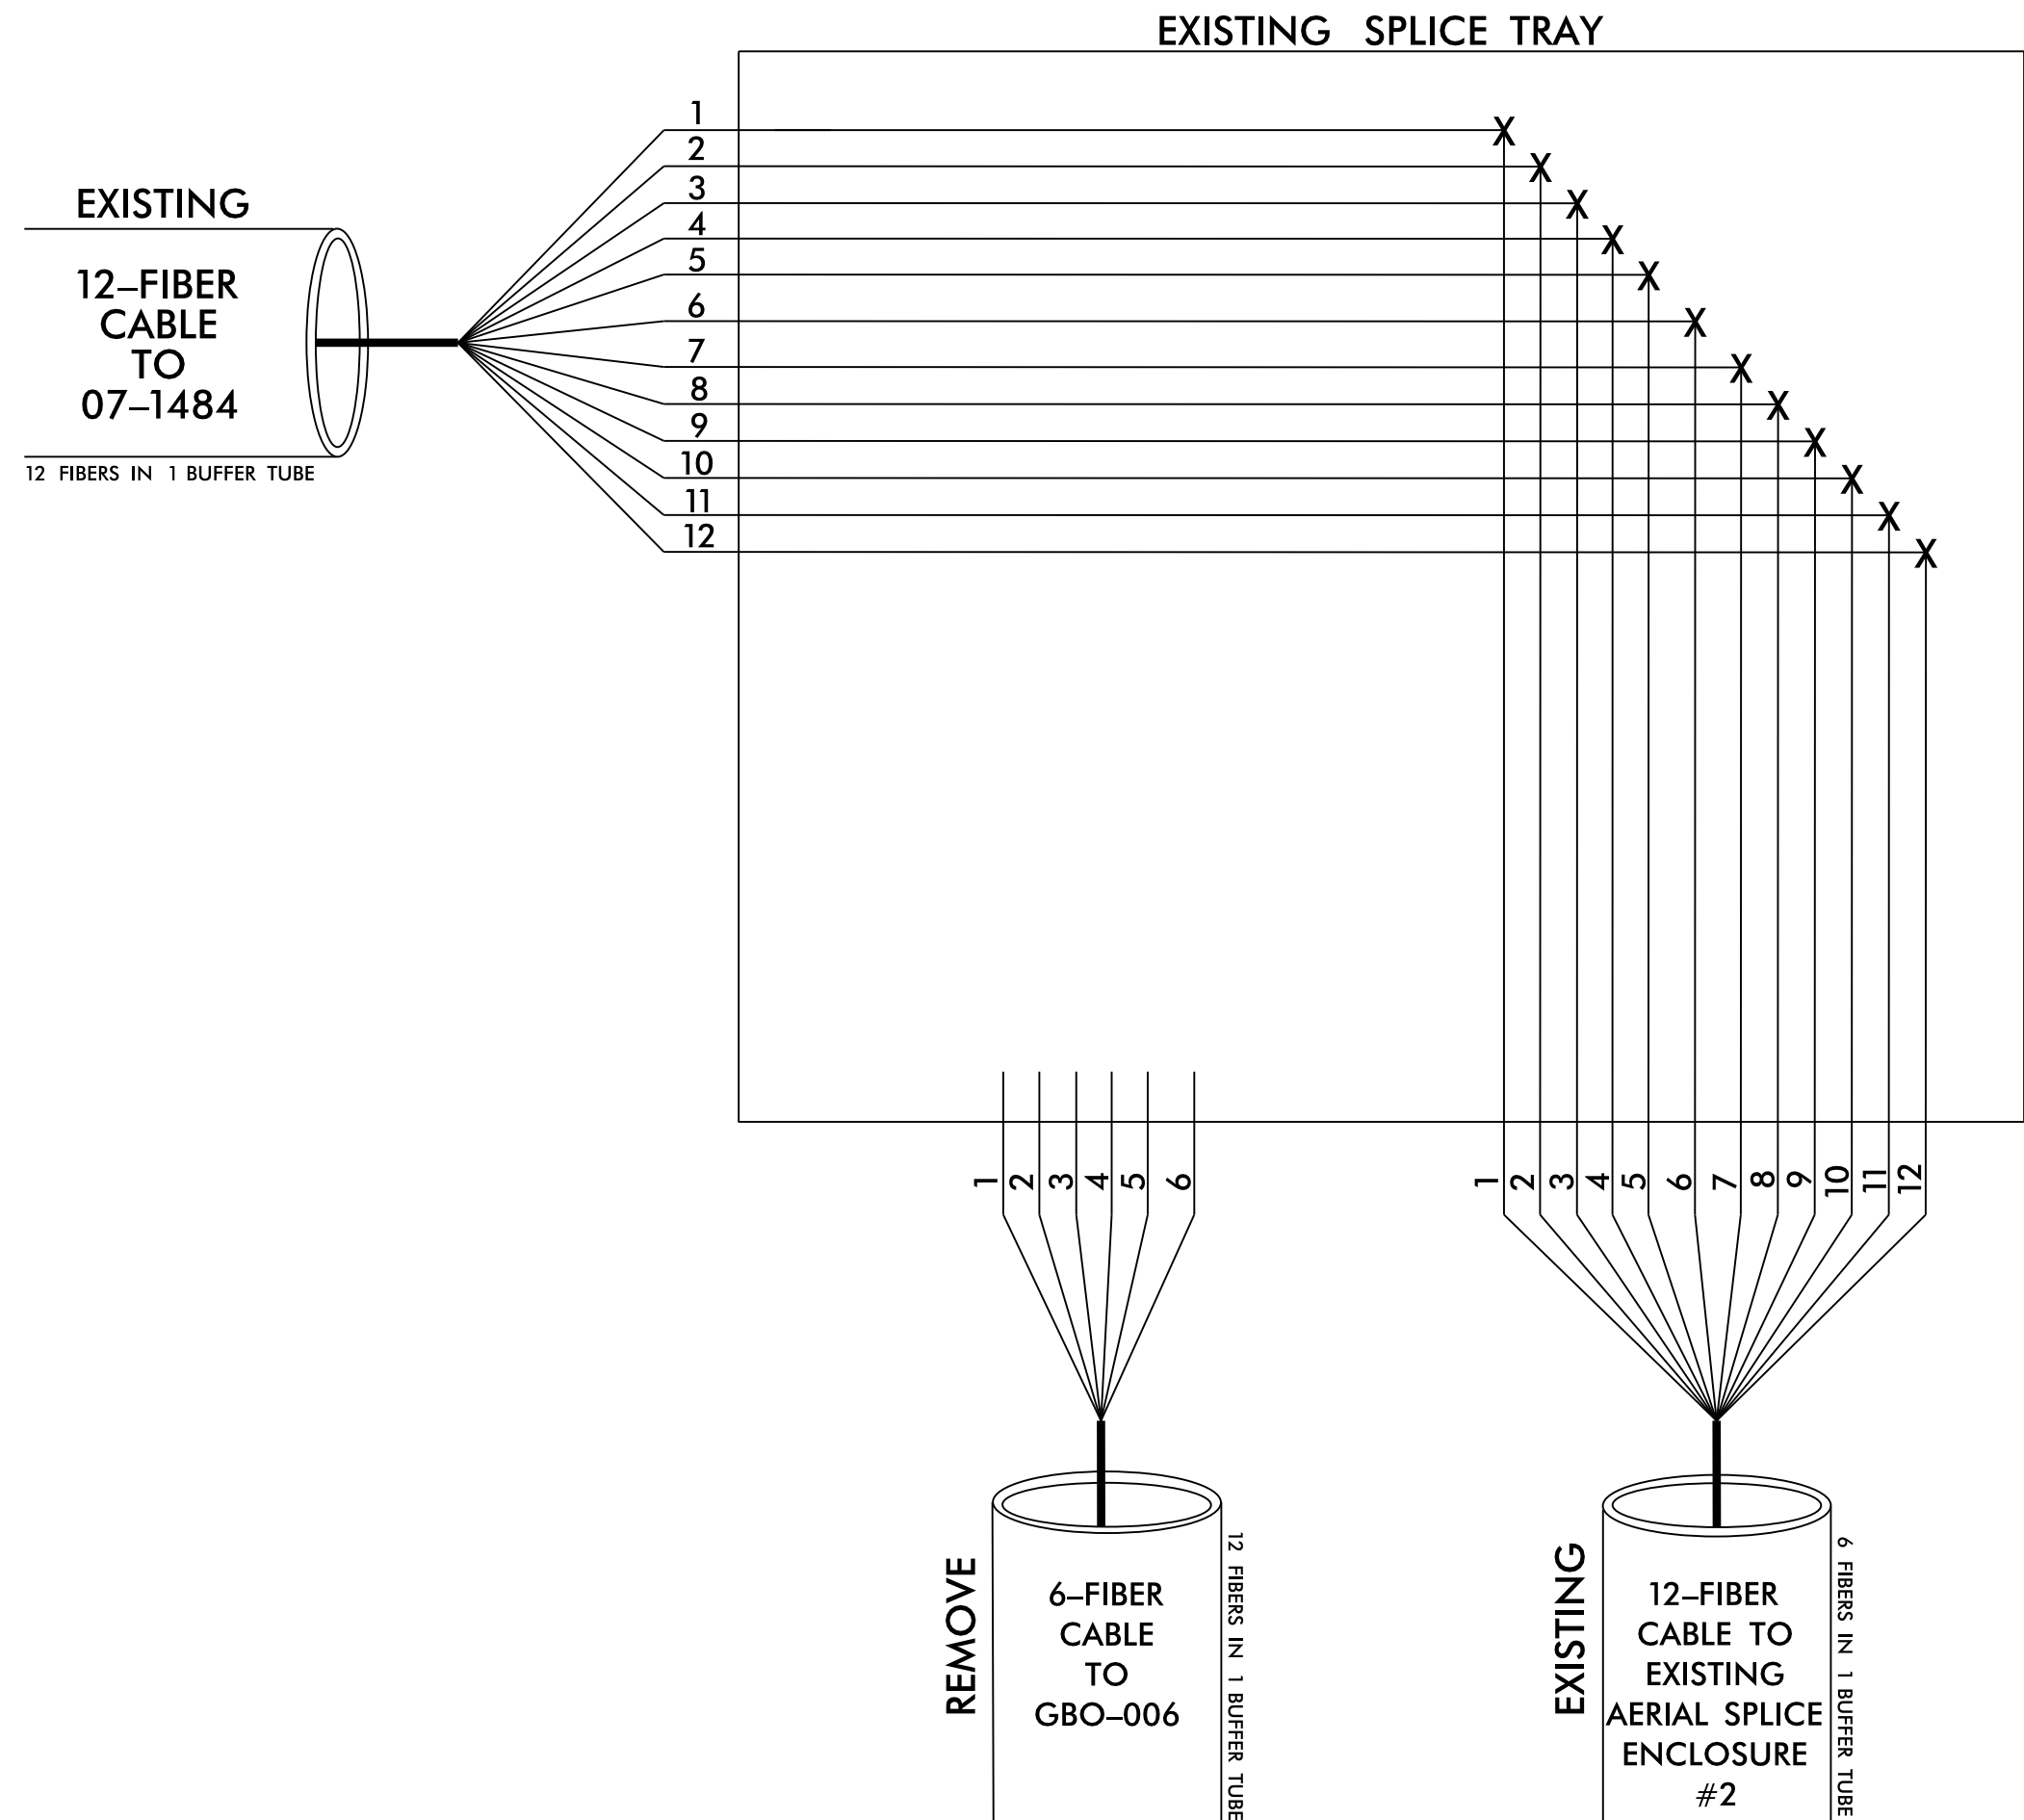 EXISTING SPLICE TRAY
1
2
3
4
5
6
7
8
9
10
11
12
EXISTING
12–FIBER
CABLE
TO
07–1484
12 FIBERS IN 1 BUFFER TUBE
1 2 3 4 5 6
1 2 3 4 5 6 7 8 9 10 11 12
X
X
X
X
X
X
X
X
X
X
X
X
REMOVE
6–FIBER
CABLE
TO
GBO–006
12 FIBERS IN 1 BUFFER TUBE
EXISTING
12–FIBER
CABLE TO
EXISTING
AERIAL SPLICE
ENCLOSURE
#2
6 FIBERS IN 1 BUFFER TUBE